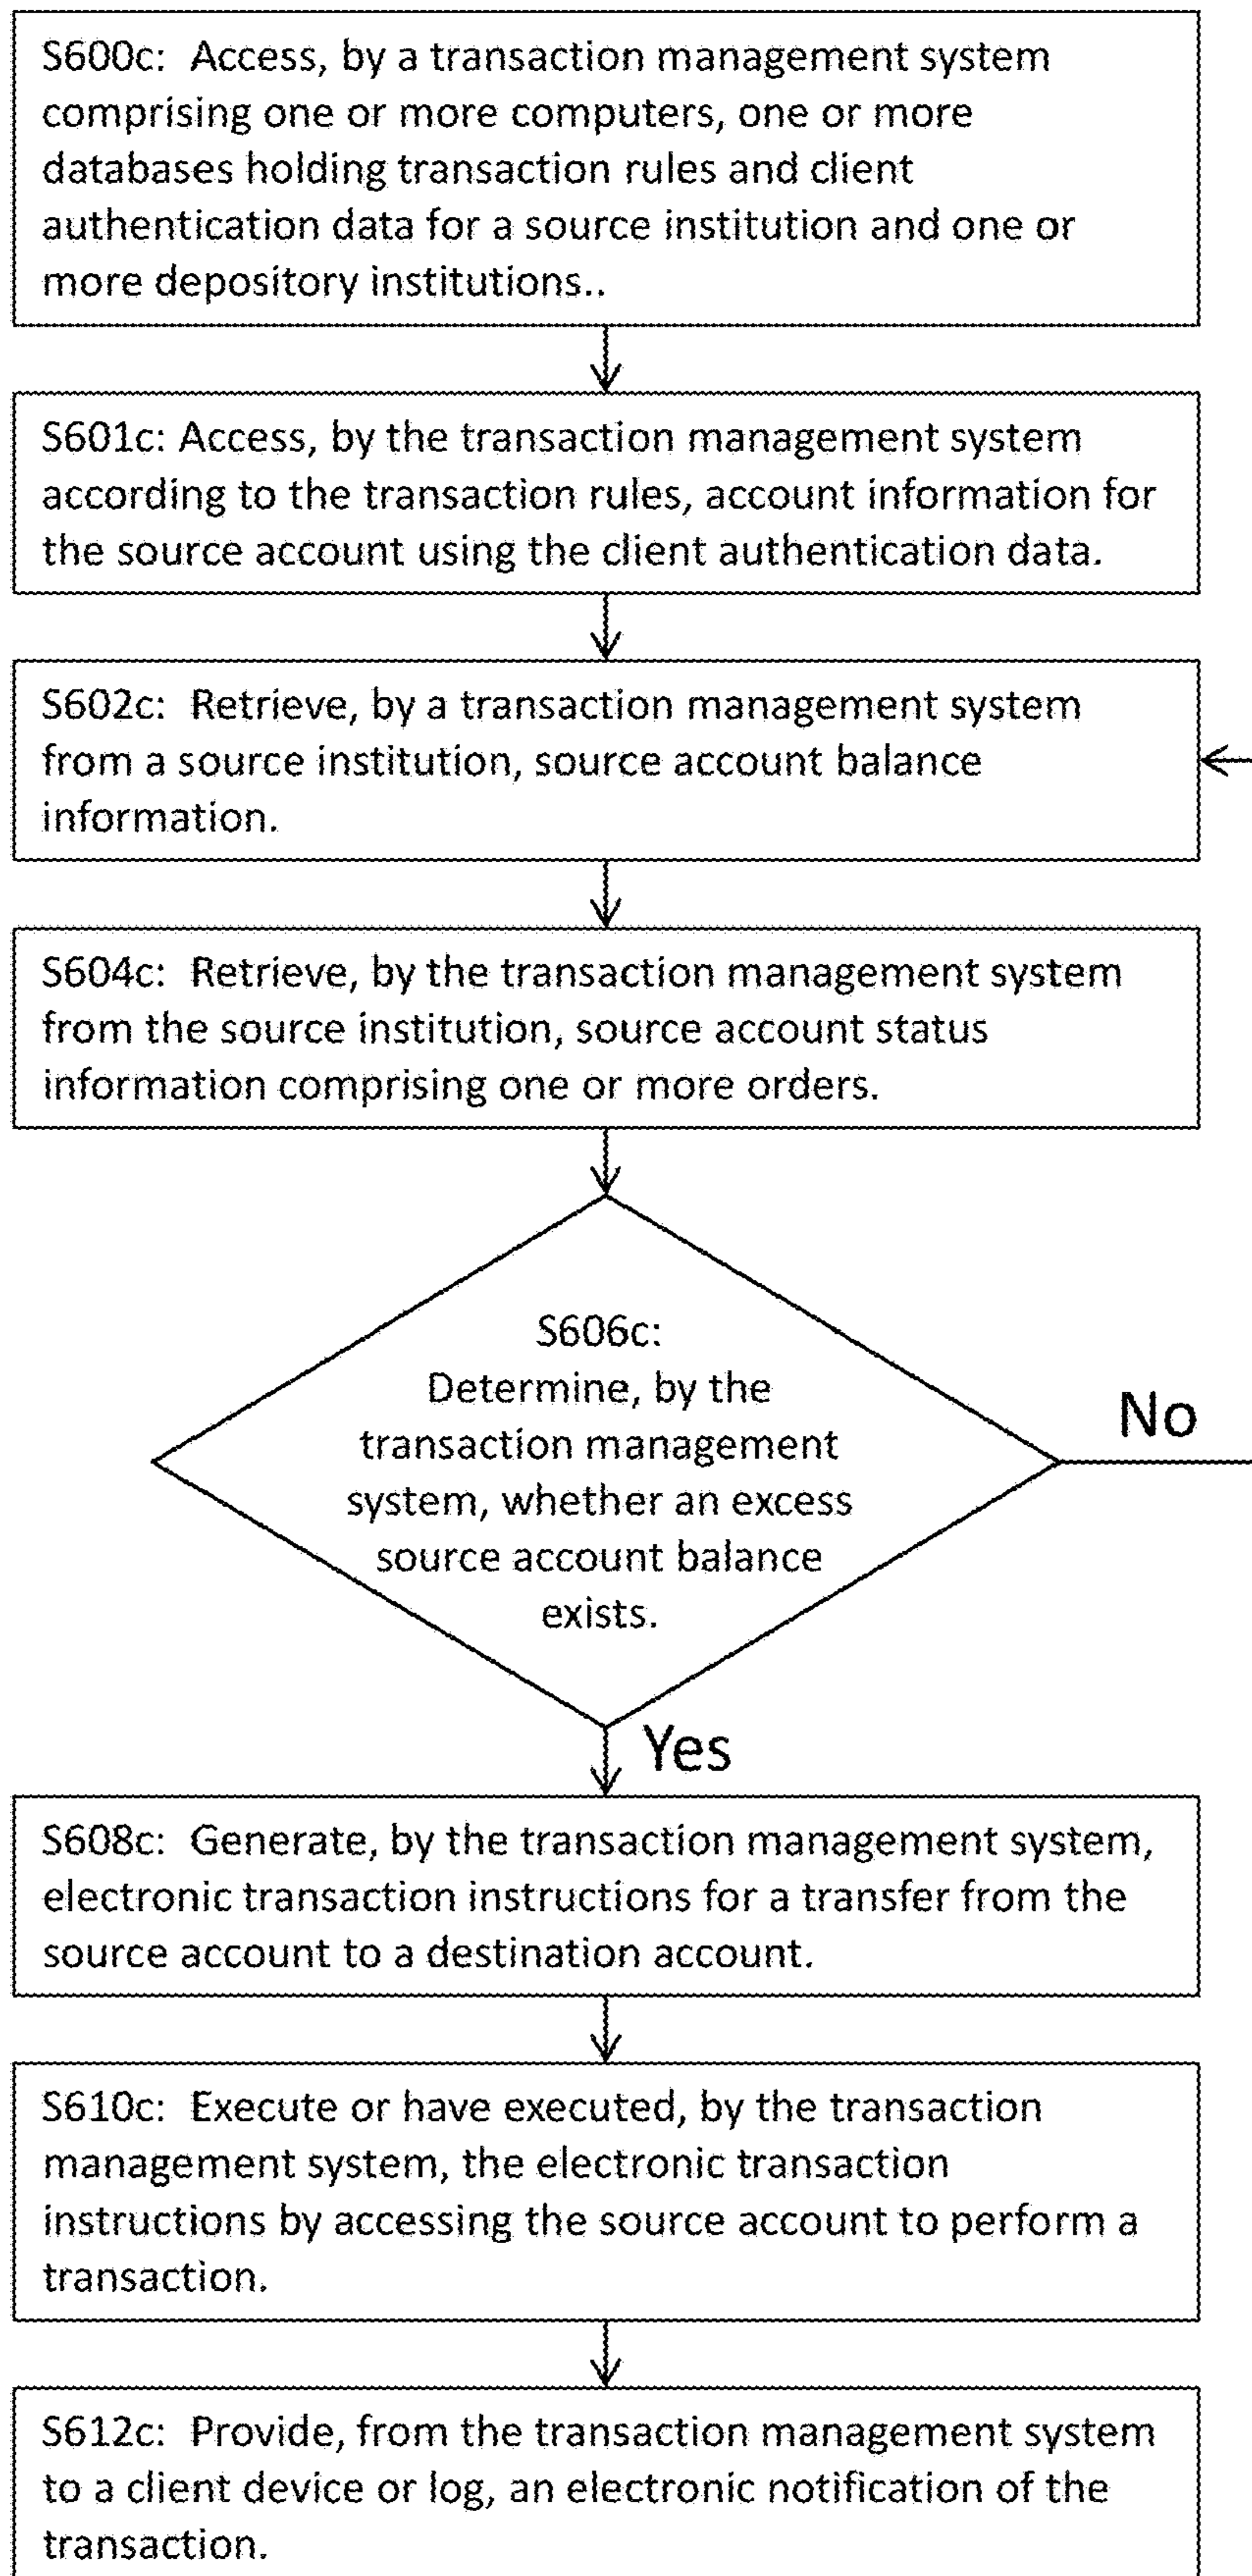 S600c:  Access, by a transaction management system
comprising one or more computers, one or more
databases holding transaction rules and client
authentication data for a source institution and one or
more depository institutions..
S601c: Access, by the transaction management system
according to the transaction rules, account information for
the source account using the client authentication data.
S602c:  Retrieve, by a transaction management system
from a source institution, source account balance
information.
S604c:  Retrieve, by the transaction management system
from the source institution, source account status
information comprising one or more orders.
S606c:
Determine, by the
transaction management
system, whether an excess
source account balance
exists.
No
Yes
S608c:  Generate, by the transaction management system,
electronic transaction instructions for a transfer from the
source account to a destination account.
S610c:  Execute or have executed, by the transaction
management system, the electronic transaction
instructions by accessing the source account to perform a
transaction.
S612c:  Provide, from the transaction management system
to a client device or log, an electronic notification of the
transaction.